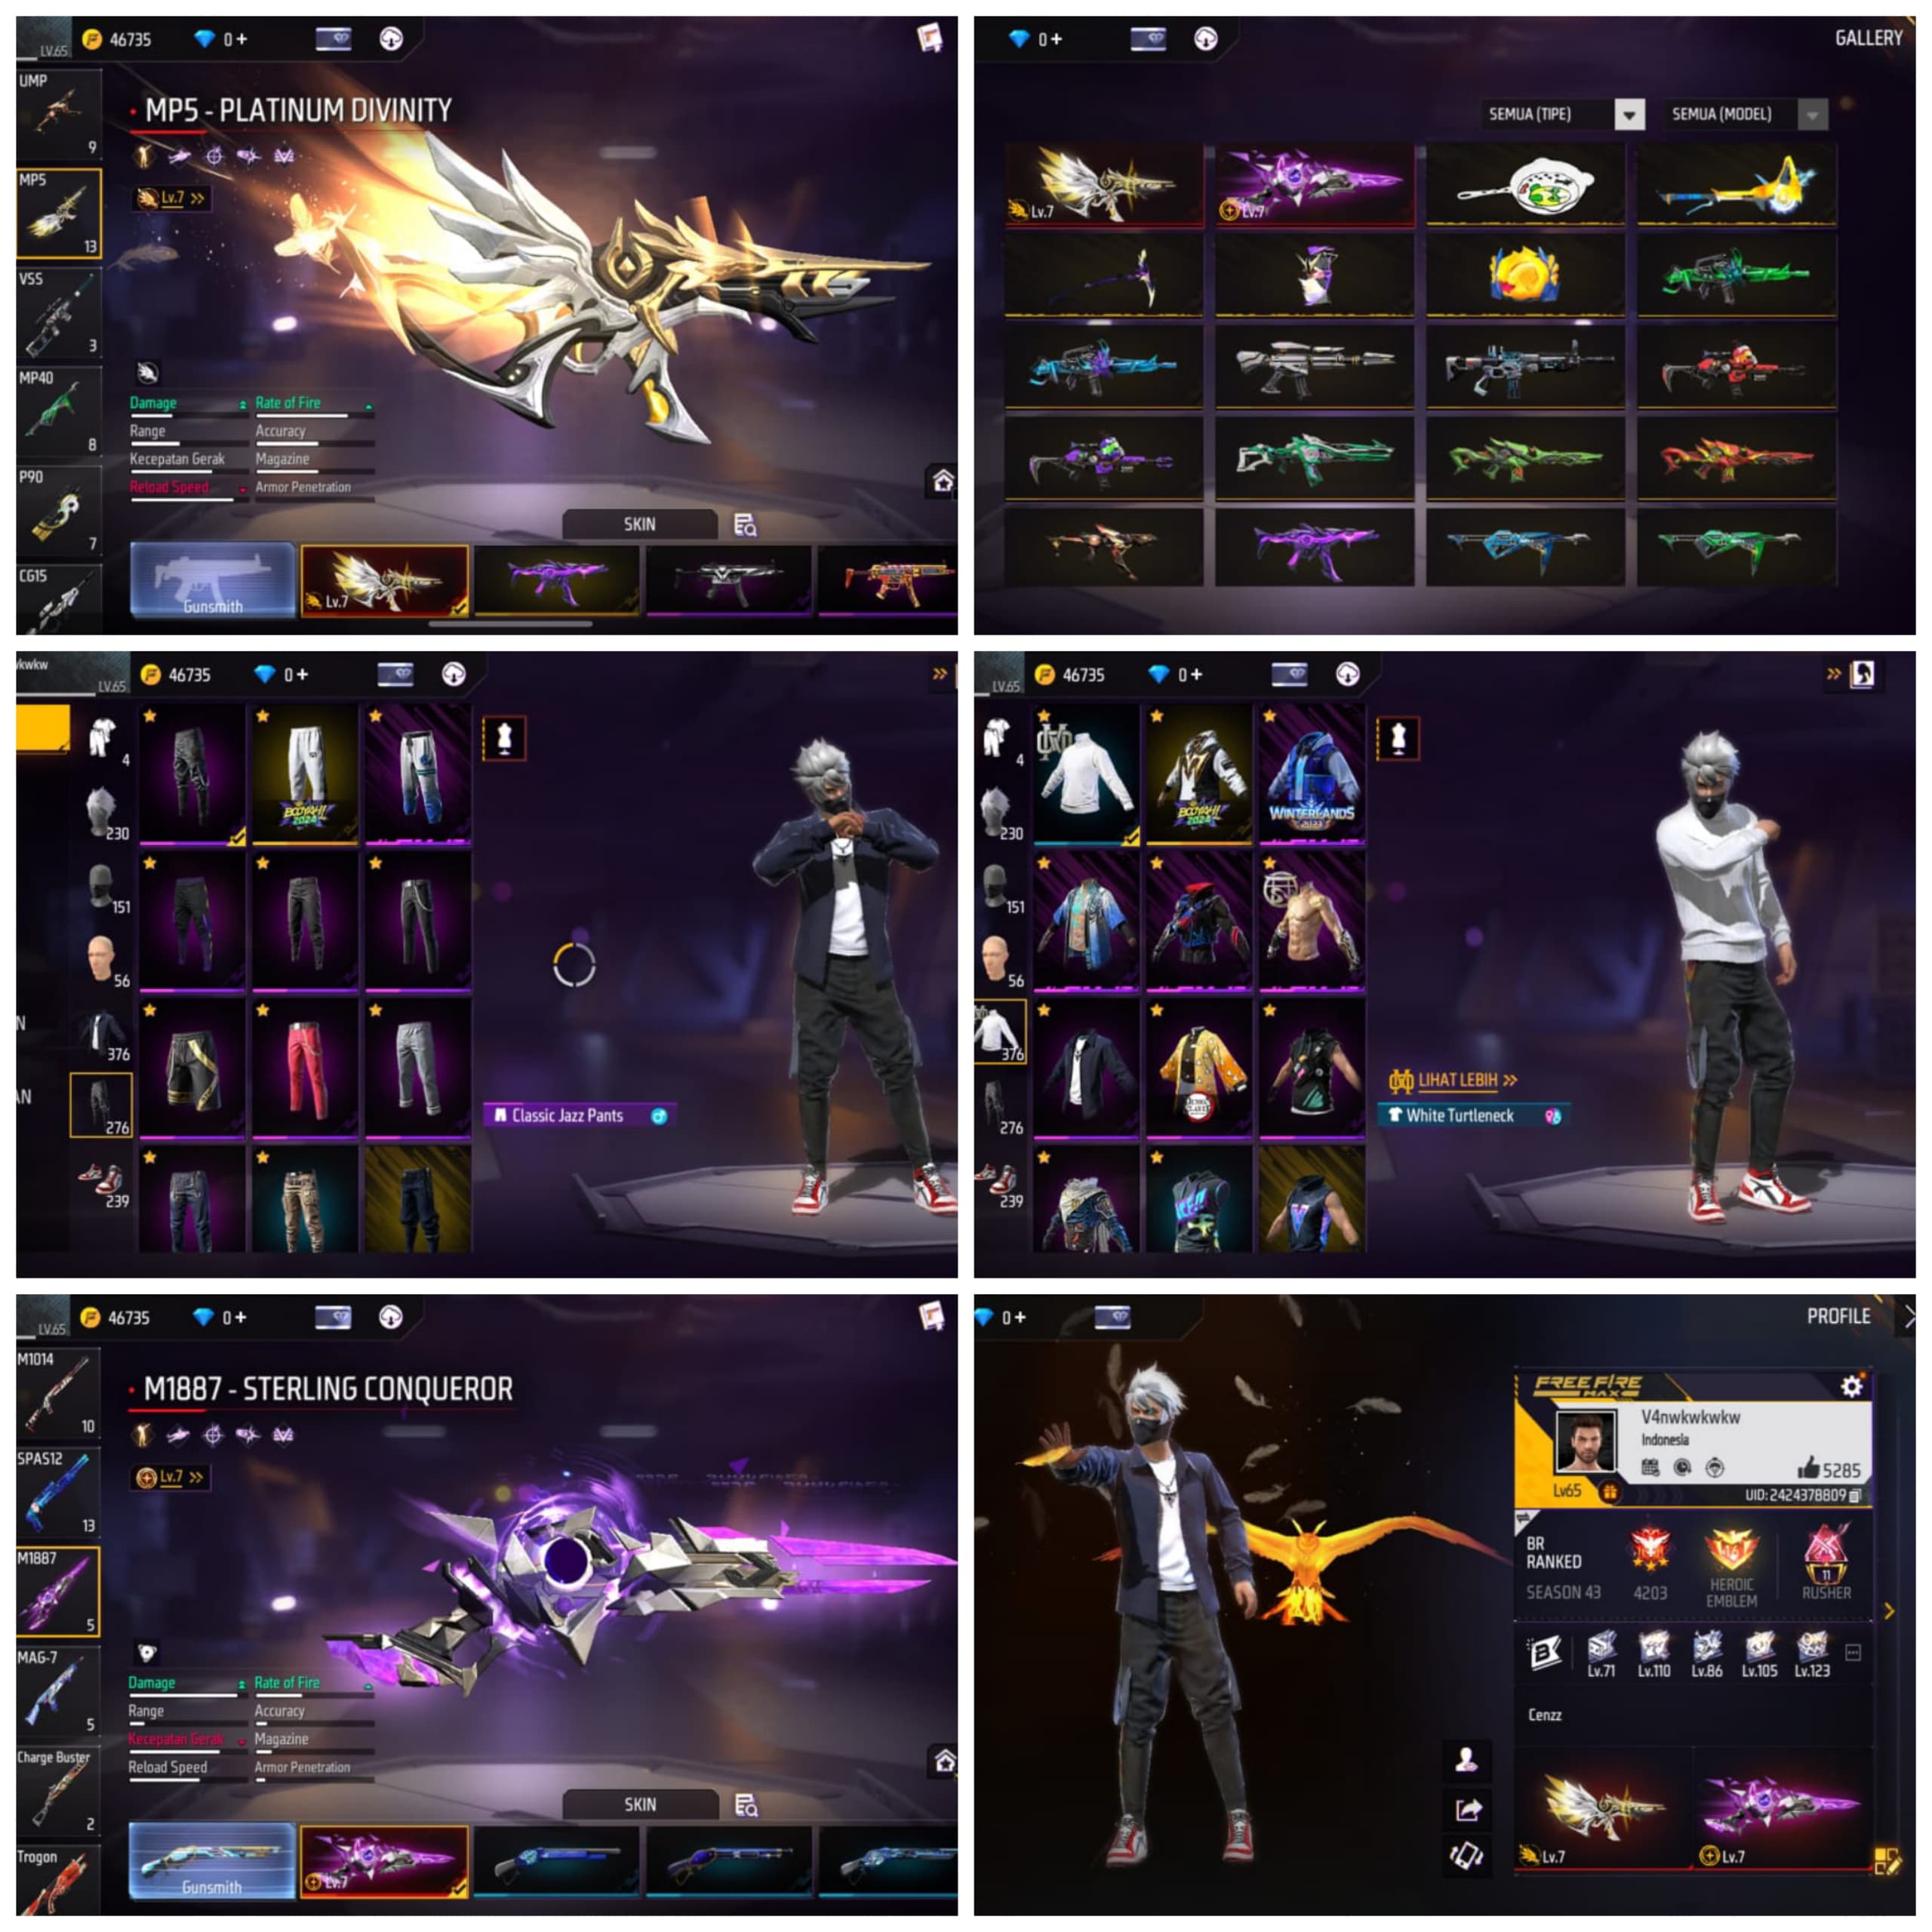 LV.65 46735 0+
UMP
9
MP5 - PLATINUM DIVINITY
MP5
13
Lv.7
VSS
3
MP40
8
P90
7
CG15
Damage Rate of Fire
Range Accuracy
Kecepatan Gerak Magazine
Reload Speed Armor Penetration
SKIN
Gunsmith
Lv.7
0+
GALLERY
SEMUA (TIPE) SEMUA (MODEL)
Lv.7 Lv.7
LV.65 46735 0+
4
230
151
56
376
276
239
BOOYAH!
2024
Classic Jazz Pants
LV.65 46735 0+
4
230
151
56
376
276
239
BOOYAH!
2024
WINTERLANDS
2023
LIHAT LEBIH
White Turtleneck
LV.65 46735 0+
M1014
10
M1887 - STERLING CONQUEROR
SPAS12
13
Lv.7
M1887
5
MAG-7
5
Charge Buster
2
Trogon
Damage Rate of Fire
Range Accuracy
Kecepatan Gerak Magazine
Reload Speed Armor Penetration
SKIN
Gunsmith
Lv.7
0+
PROFILE
FREE FIRE
MAX
V4nwkwkwkw
Indonesia
5285
Lv65
UID:2424378809
BR
RANKED
SEASON 43
4203
HEROIC
EMBLEM
11
RUSHER
Lv.71 Lv.110 Lv.86 Lv.105 Lv.123
Cenzz
Lv.7 Lv.7